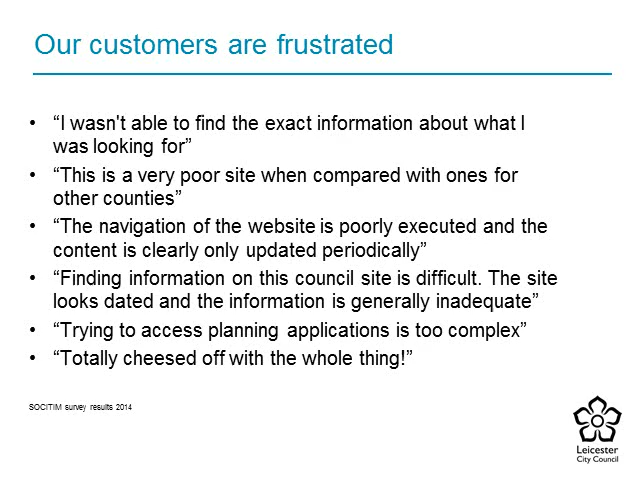 Our customers are frustrated
• “I wasn't able to find the exact information about what I
was looking for”
• “This is a very poor site when compared with ones for
other counties”
• “The navigation of the website is poorly executed and the
content is clearly only updated periodically”
• “Finding information on this council site is difficult. The site
looks dated and the information is generally inadequate”
• “Trying to access planning applications is too complex”
• “Totally cheesed off with the whole thing!”
SOCITIM survey results 2014
Leicester
City Council